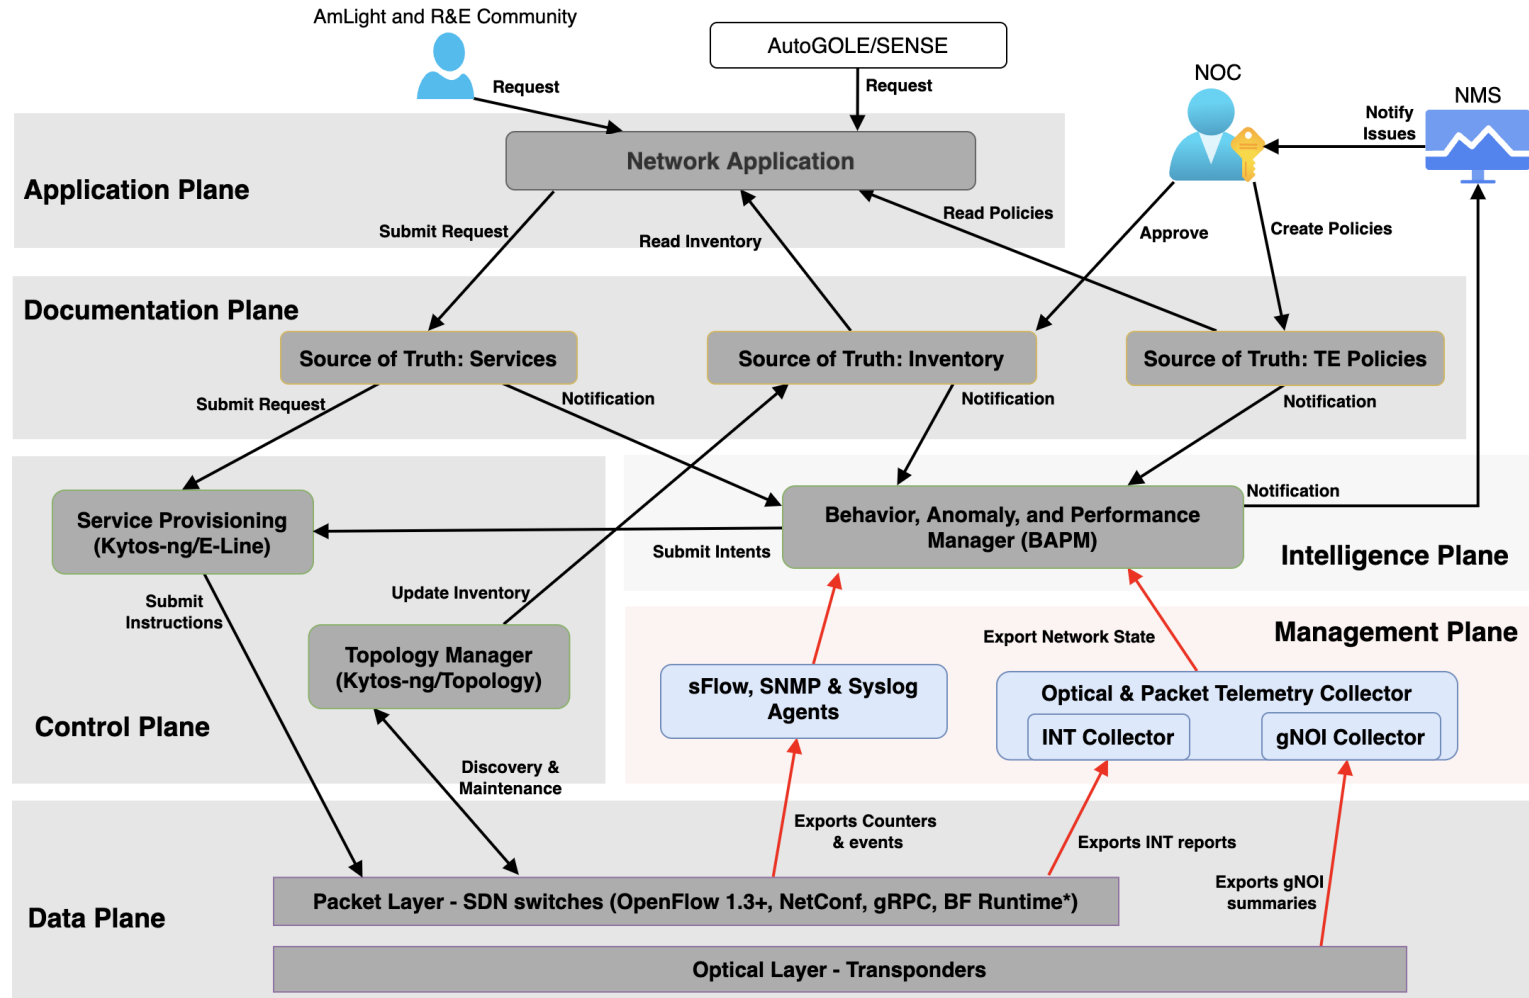 AmLight and R&E Community
AutoGOLE/SENSE
NOC
NMS
Request
Request
Notify
Issues
Network Application
Application Plane
Submit Request
Read Inventory
Read Policies
Approve
Create Policies
Documentation Plane
Source of Truth: Services
Source of Truth: Inventory
Source of Truth: TE Policies
Submit Request
Notification
Notification
Notification
Service Provisioning
(Kytos-ng/E-Line)
Behavior, Anomaly, and Performance
Manager (BAPM)
Notification
Submit Intents
Intelligence Plane
Submit
Instructions
Update Inventory
Topology Manager
(Kytos-ng/Topology)
Export Network State
Management Plane
sFlow, SNMP & Syslog
Agents
Optical & Packet Telemetry Collector
INT Collector
gNOI Collector
Control Plane
Discovery &
Maintenance
Exports Counters
& events
Exports INT reports
Exports gNOI
summaries
Data Plane
Packet Layer - SDN switches (OpenFlow 1.3+, NetConf, gRPC, BF Runtime*)
Optical Layer - Transponders